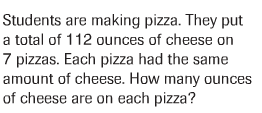 Students are making pizza. They put
a total of 112 ounces of cheese on
7 pizzas. Each pizza had the same
amount of cheese. How many ounces
of cheese are on each pizza?